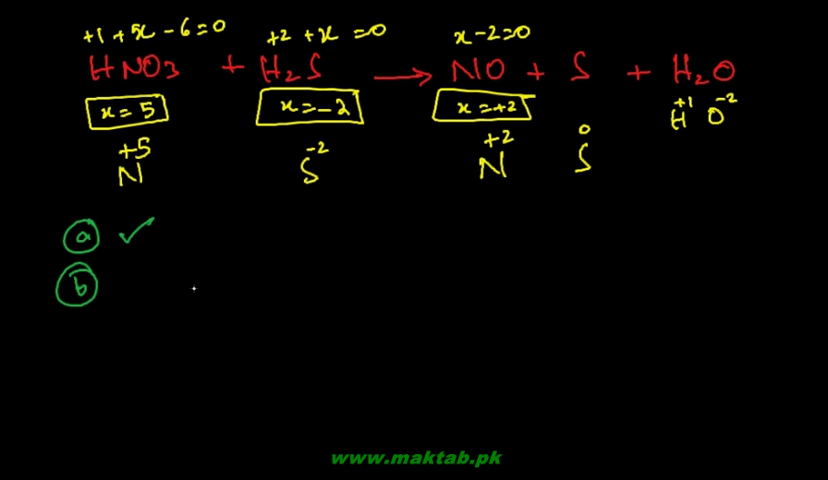 +1 + 5x - 6 = 0 +2 + x = 0 x - 2 = 0
HNO3 + H2S → NO + S + H2O
x = 5 x = -2 x = +2 H+1 O-2
+5 -2 +2 0
N S N S
a ✓
b
www.maktab.pk